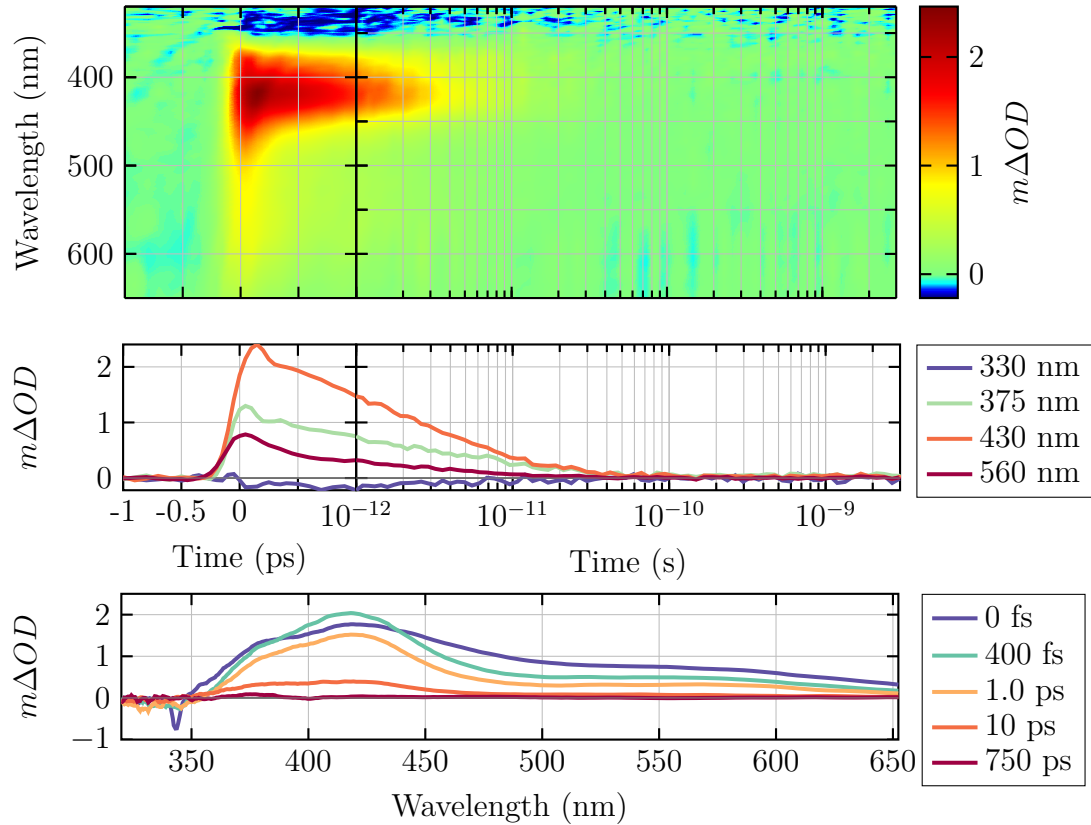 Wavelength (nm)
400
500
600
2
1
0
mΔOD
mΔOD
2
1
0
-1
-0.5
0
10⁻¹²
10⁻¹¹
10⁻¹⁰
10⁻⁹
Time (ps)
Time (s)
330 nm
375 nm
430 nm
560 nm
mΔOD
2
1
0
−1
350
400
450
500
550
600
650
Wavelength (nm)
0 fs
400 fs
1.0 ps
10 ps
750 ps